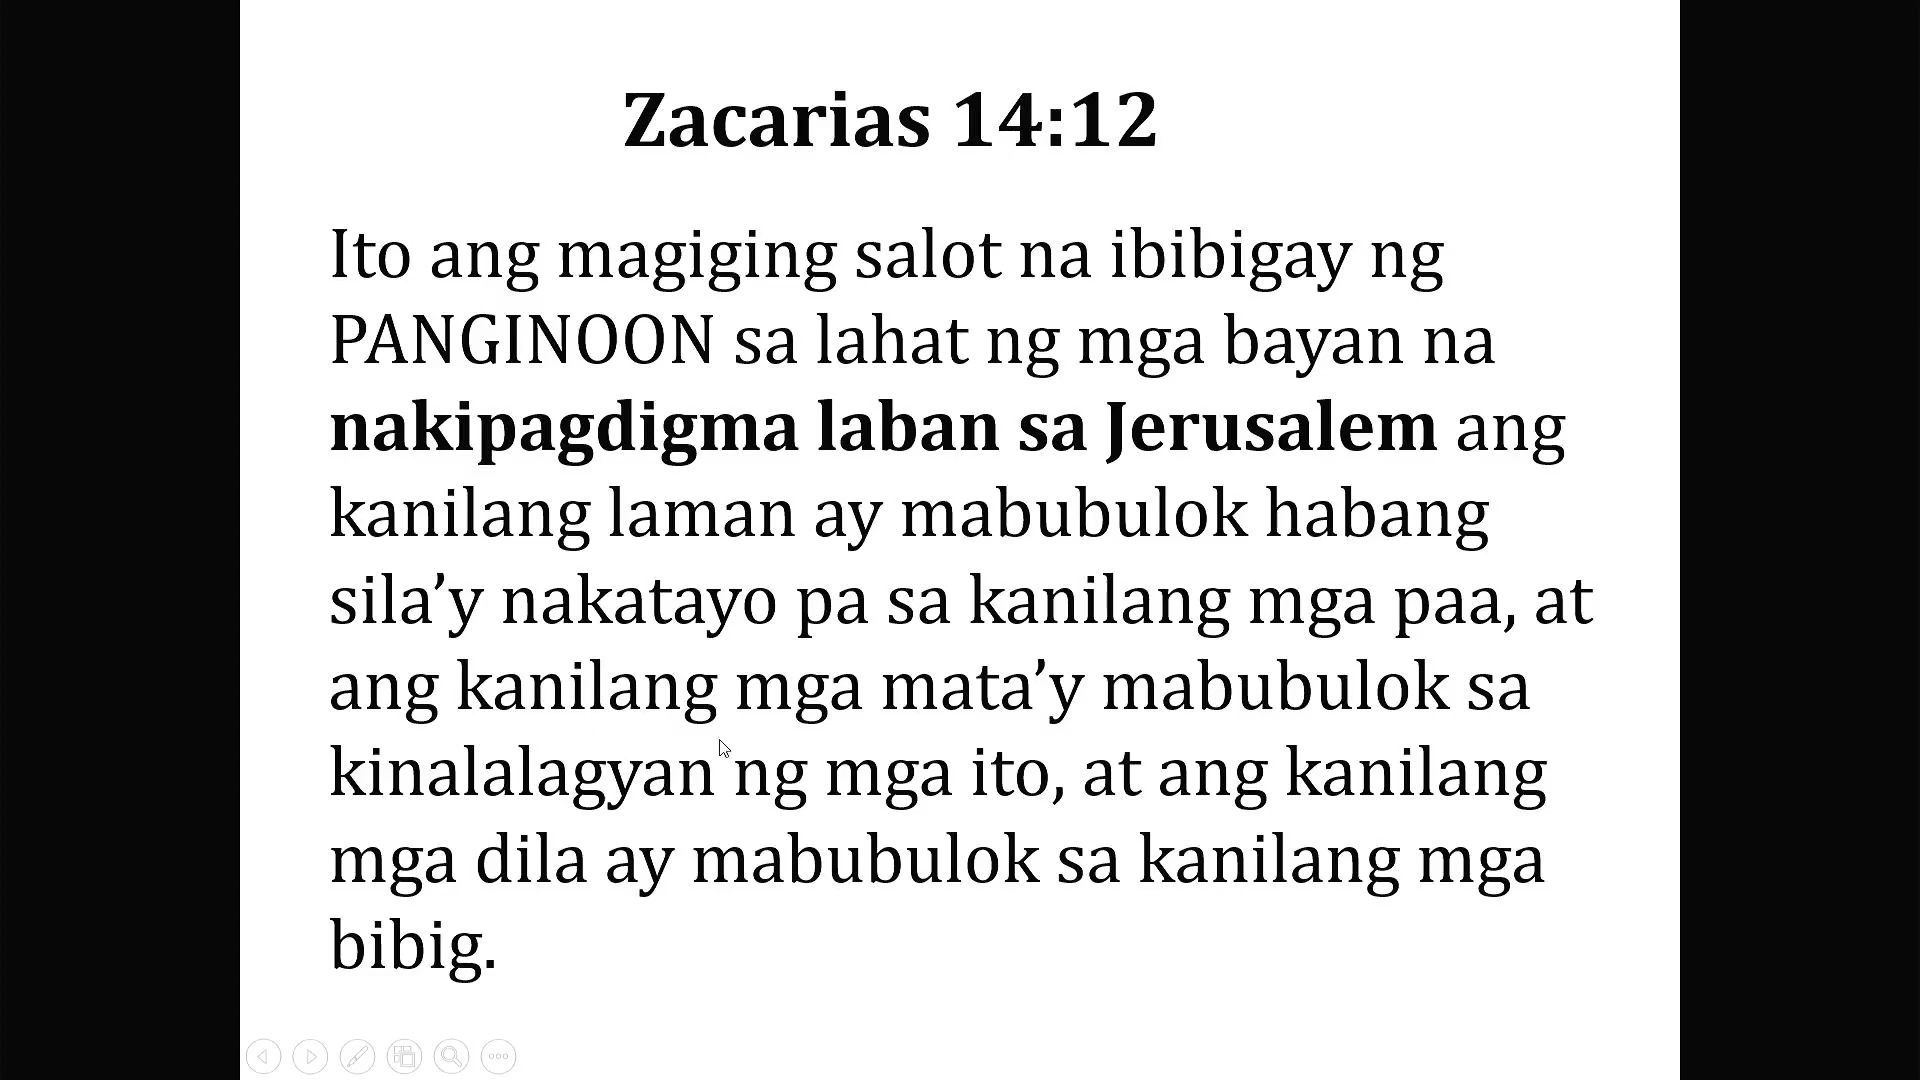 Zacarias 14:12
Ito ang magiging salot na ibibigay ng
PANGINOON sa lahat ng mga bayan na
nakipagdigma laban sa Jerusalem ang
kanilang laman ay mabubulok habang
sila’y nakatayo pa sa kanilang mga paa, at
ang kanilang mga mata’y mabubulok sa
kinalalagyan ng mga ito, at ang kanilang
mga dila ay mabubulok sa kanilang mga
bibig.